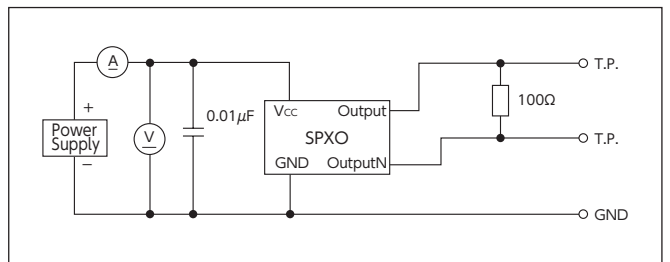 A
T.P.
+
0.01μF
Vcc Output
100Ω
Power
Supply
V
SPXO
T.P.
−
GND OutputN
GND